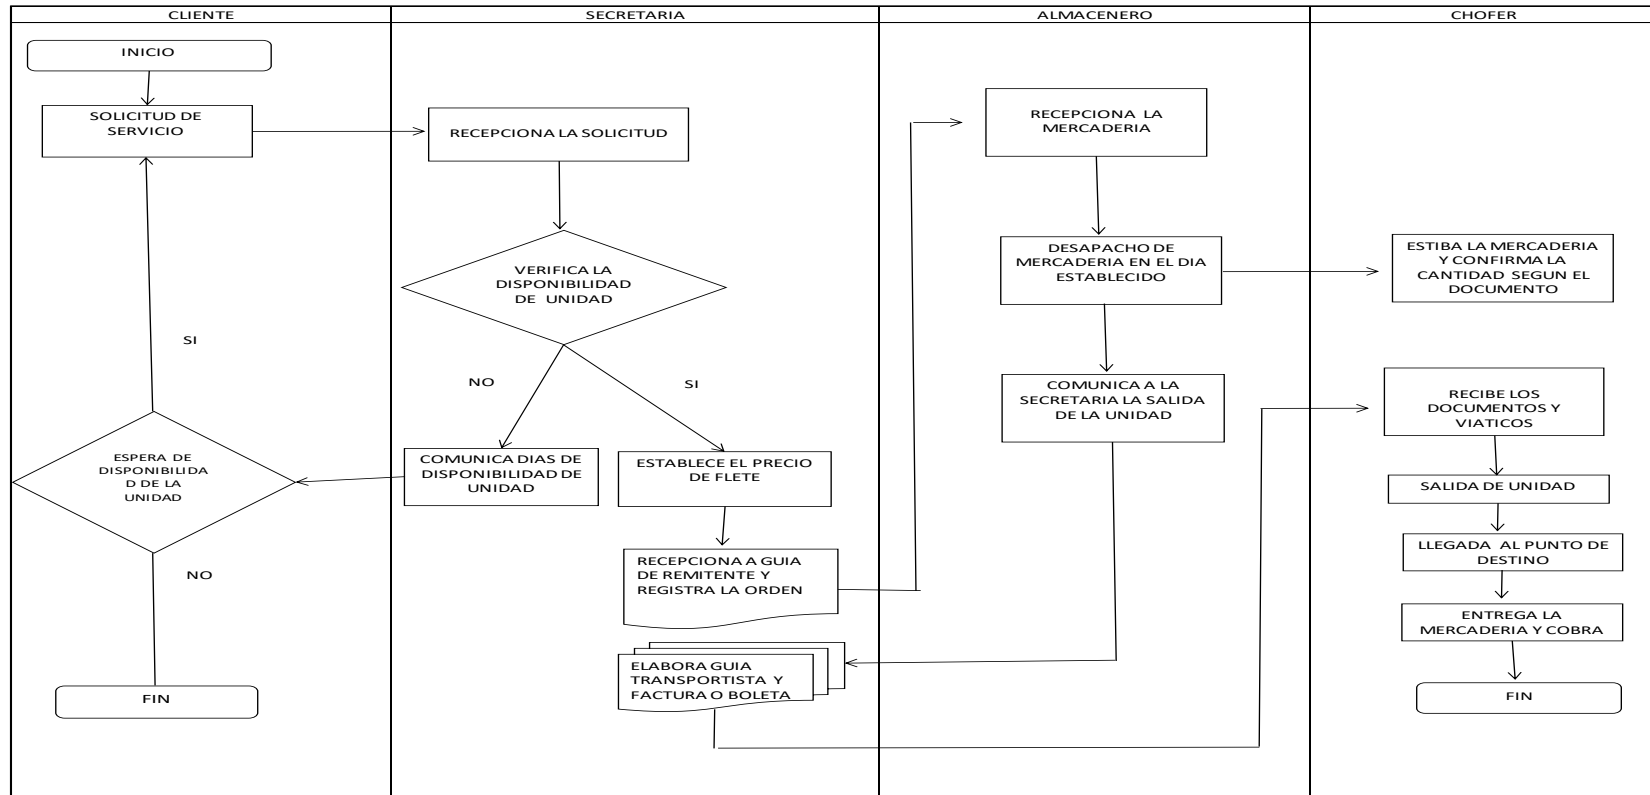 CLIENTE
SECRETARIA
ALMACENERO
CHOFER
INICIO
SOLICITUD DE
SERVICIO
SI
ESPERA DE
DISPONIBILIDA
D DE LA
UNIDAD
NO
FIN
RECEPCIONA LA SOLICITUD
VERIFICA LA
DISPONIBILIDAD
DE UNIDAD
NO
SI
COMUNICA DIAS DE
DISPONIBILIDAD DE
UNIDAD
ESTABLECE EL PRECIO
DE FLETE
RECEPCIONA A GUIA
DE REMITENTE Y
REGISTRA LA ORDEN
ELABORA GUIA
TRANSPORTISTA Y
FACTURA O BOLETA
RECEPCIONA LA
MERCADERIA
DESAPACHO DE
MERCADERIA EN EL DIA
ESTABLECIDO
COMUNICA A LA
SECRETARIA LA SALIDA
DE LA UNIDAD
ESTIBA LA MERCADERIA
Y CONFIRMA LA
CANTIDAD SEGUN EL
DOCUMENTO
RECIBE LOS
DOCUMENTOS Y
VIATICOS
SALIDA DE UNIDAD
LLEGADA AL PUNTO DE
DESTINO
ENTREGA LA
MERCADERIA Y COBRA
FIN